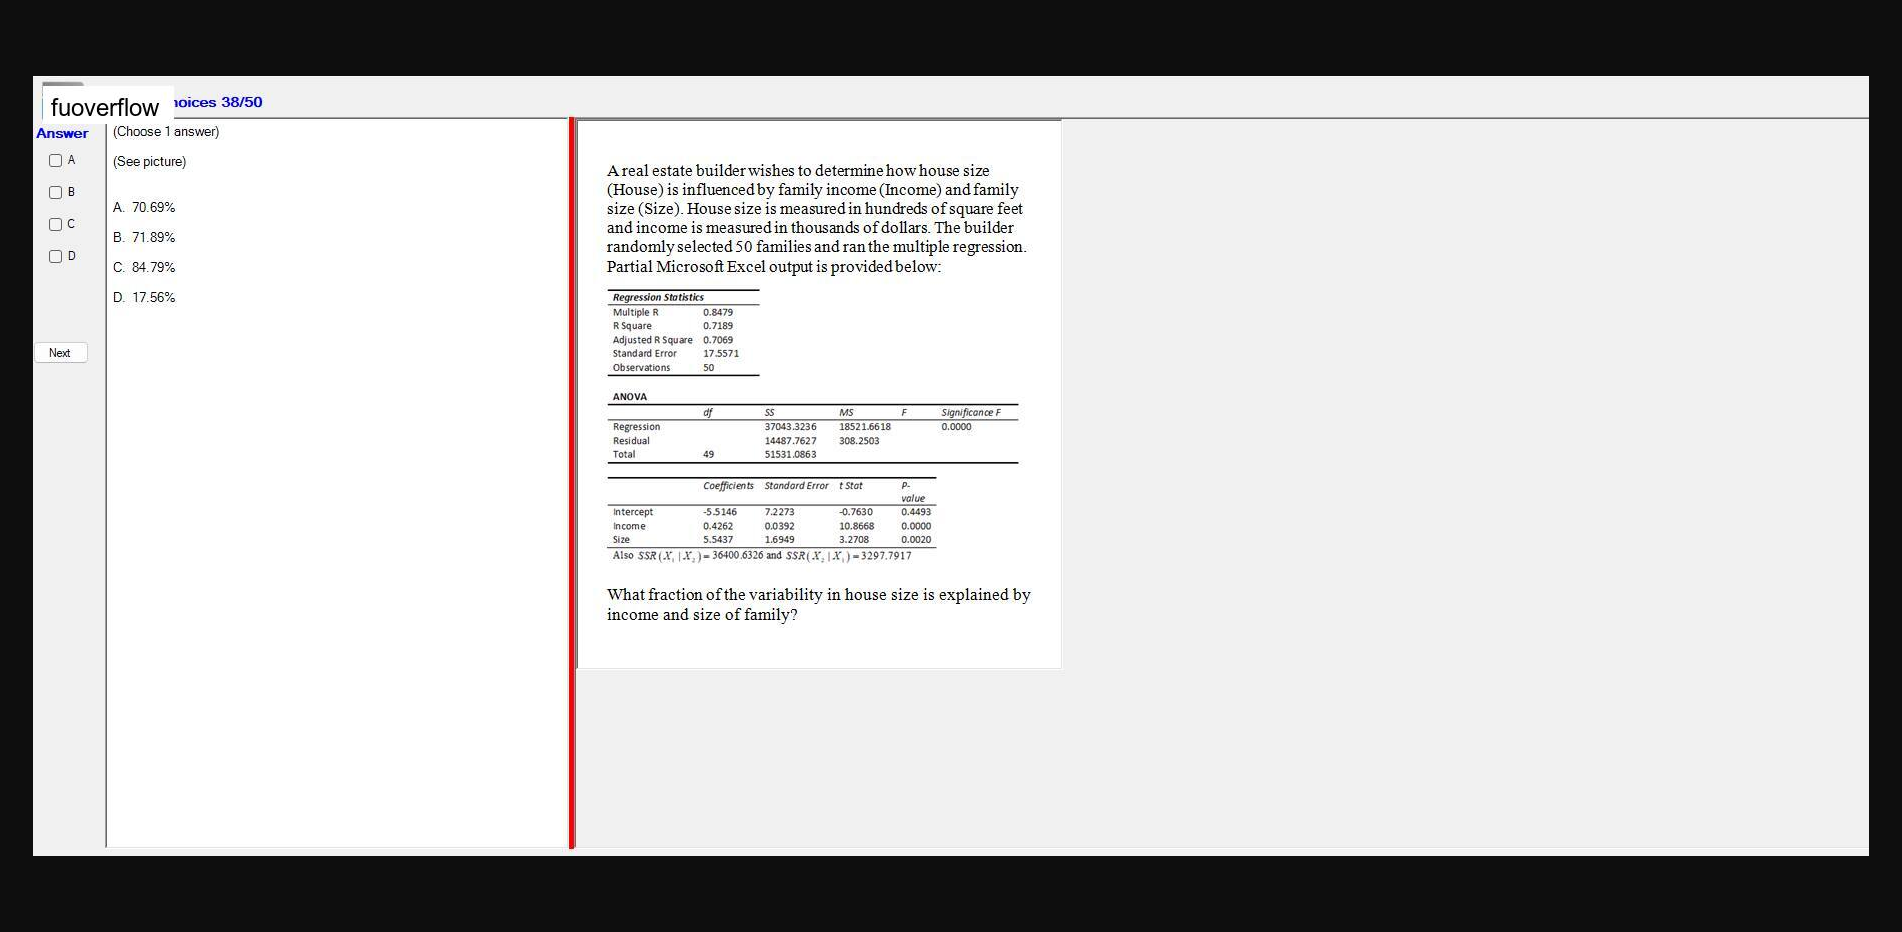 fuoverflow
hoices 38/50
Answer
A
B
C
D
Next
(Choose 1 answer)
(See picture)
A. 70.69%
B. 71.89%
C. 84.79%
D. 17.56%
A real estate builder wishes to determine how house size
(House) is influenced by family income (Income) and family
size (Size). House size is measured in hundreds of square feet
and income is measured in thousands of dollars. The builder
randomly selected 50 families and ran the multiple regression.
Partial Microsoft Excel output is provided below:
Regression Statistics
Multiple R 0.8479
R Square 0.7189
Adjusted R Square 0.7069
Standard Error 17.5571
Observations 50
ANOVA
df SS MS F Significance F
Regression 37043.3236 18521.6618 0.0000
Residual 14487.7627 308.2503
Total 49 51531.0863
Coefficients Standard Error t Stat P-
value
Intercept -5.5146 7.2273 -0.7630 0.4493
Income 0.4262 0.0392 10.8668 0.0000
Size 5.5437 1.6949 3.2708 0.0020
Also SSR(X₁ | X₂) = 36400.6326 and SSR(X₂ | X₁) = 3297.7917
What fraction of the variability in house size is explained by
income and size of family?